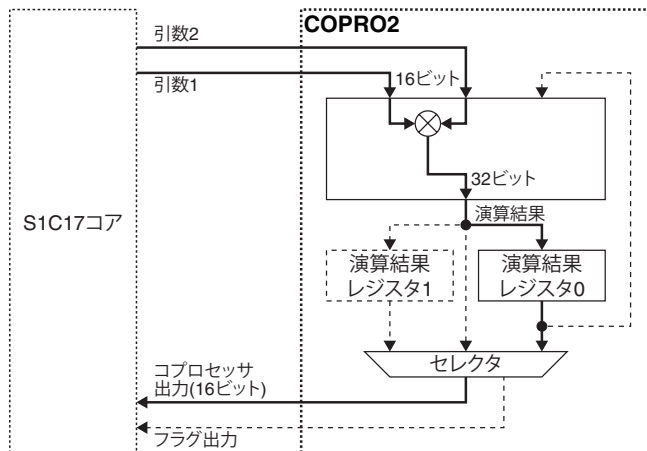 COPRO2
引数2
引数1
16ビット
32ビット
S1C17コア
演算結果
演算結果
レジスタ1
演算結果
レジスタ0
セレクタ
コプロセッサ
出力(16ビット)
フラグ出力